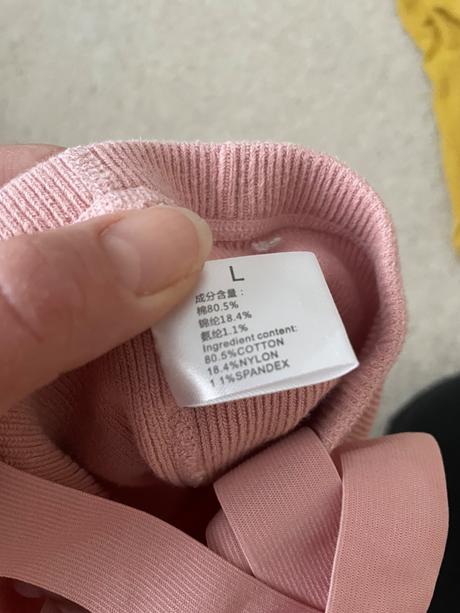 L
成分含量：
棉80.5%
锦纶18.4%
氨纶1.1%
Ingredient content:
80.5%COTTON
18.4%NYLON
1.1%SPANDEX